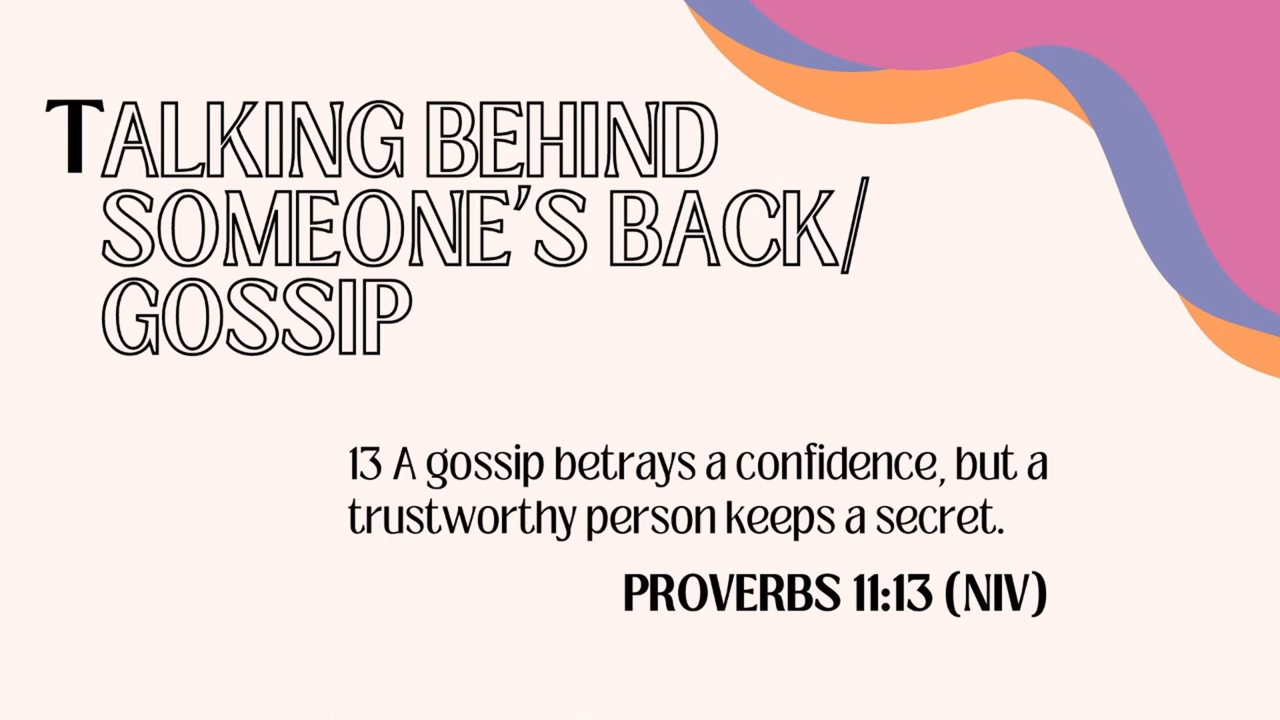 TALKING BEHIND
SOMEONE'S BACK/
GOSSIP
13 A gossip betrays a confidence, but a
trustworthy person keeps a secret.
PROVERBS 11:13 (NIV)